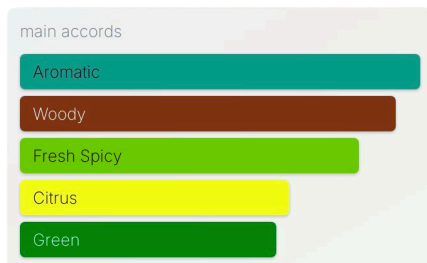 main accords
Aromatic
Woody
Fresh Spicy
Citrus
Green